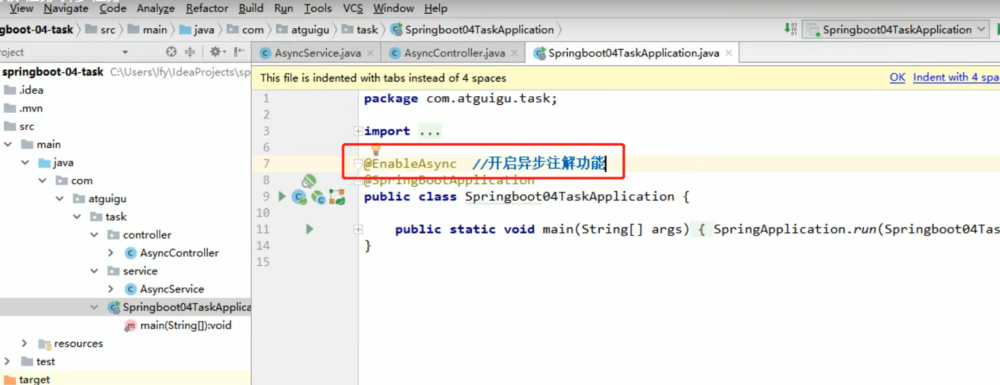 View Navigate Code Analyze Refactor Build Run Tools VCS Window Help
gboot-04-task src main java com atguigu task Springboot04TaskApplication Springboot04TaskApplication
roject AsyncService.java AsyncController.java Springboot04TaskApplication.java
springboot-04-task C:\Users\lfy\IdeaProjects\sp
This file is indented with tabs instead of 4 spaces OK Indent with 4 spa
.idea
.mvn
src
main
java
com
atguigu
task
controller
AsyncController
service
AsyncService
Springboot04TaskApplica
main(String[]):void
resources
test
target
1 package com.atguigu.task;
2
3 import ...
6
7 @EnableAsync //开启异步注解功能
8 @SpringBootApplication
9 public class Springboot04TaskApplication {
10
11 public static void main(String[] args) { SpringApplication.run(Springboot04Tas
14 }
15